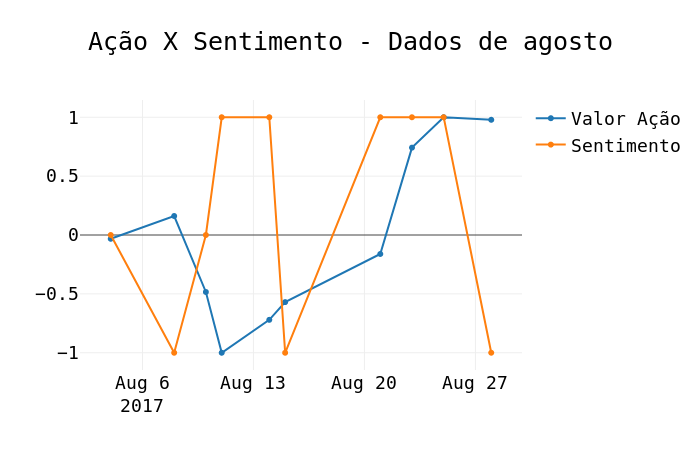 Ação X Sentimento - Dados de agosto
1
0.5
0
−0.5
−1
Aug 6
2017
Aug 13
Aug 20
Aug 27
Valor Ação
Sentimento